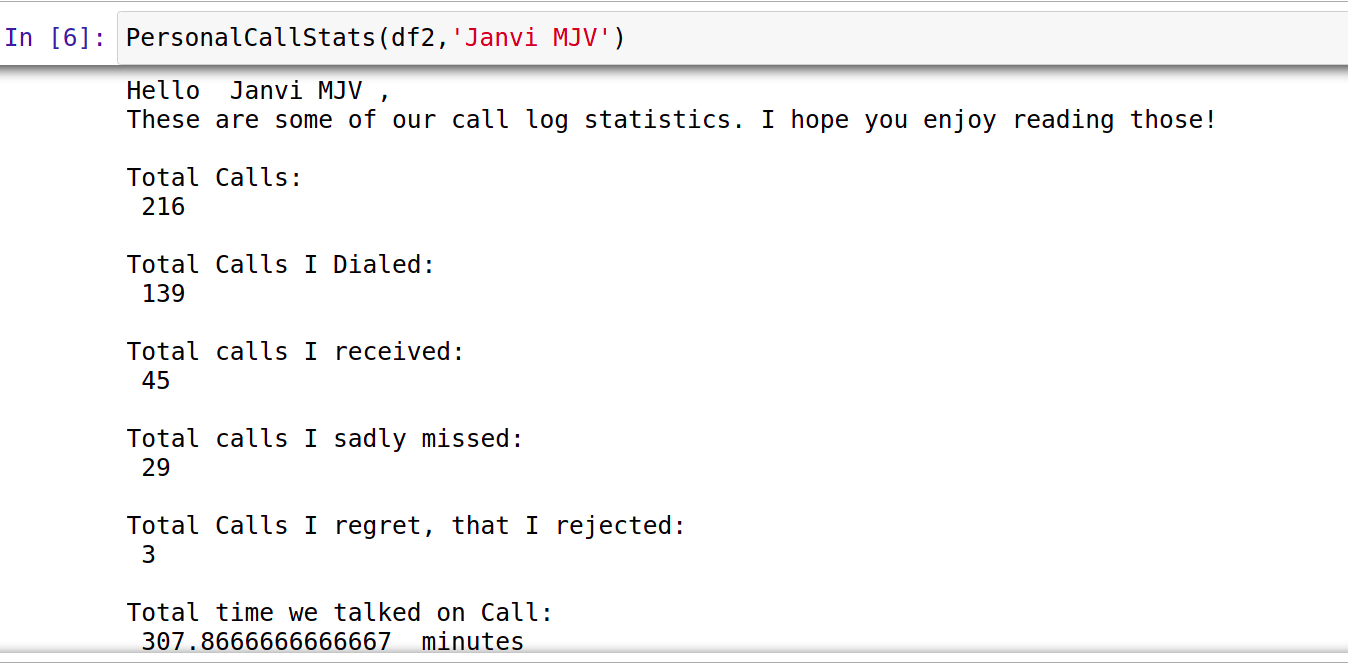 In [6]: PersonalCallStats(df2,'Janvi MJV')
Hello  Janvi MJV ,
These are some of our call log statistics. I hope you enjoy reading those!
Total Calls:
216
Total Calls I Dialed:
139
Total calls I received:
45
Total calls I sadly missed:
29
Total Calls I regret, that I rejected:
3
Total time we talked on Call:
307.8666666666667  minutes